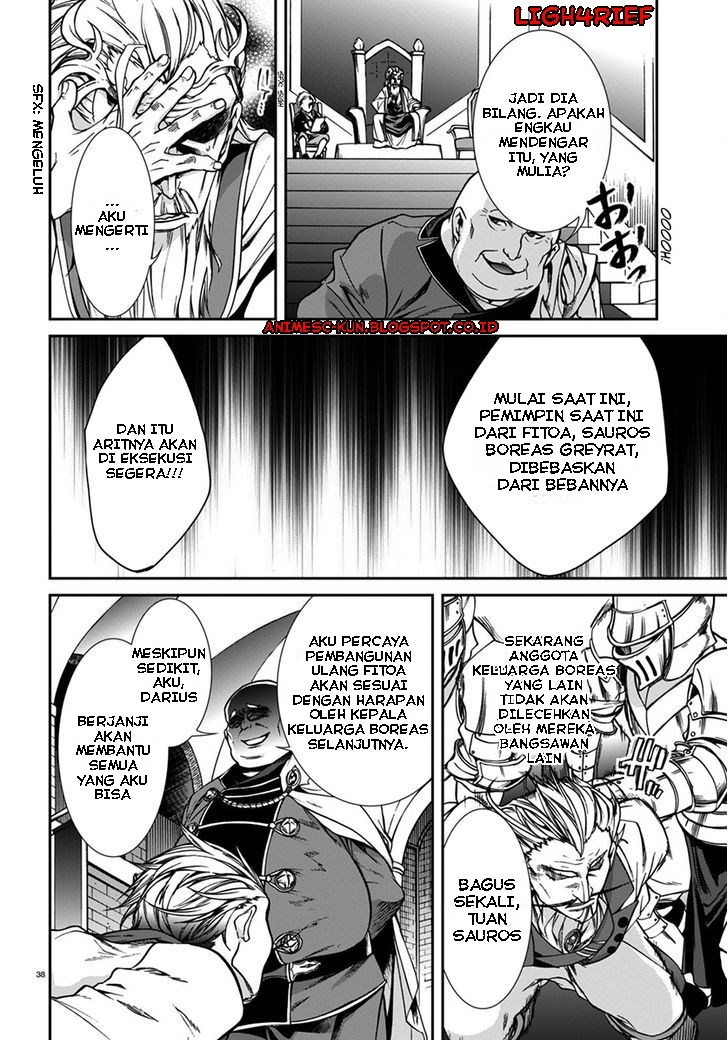 LIGH4RIEF
JADI DIA
BILANG. APAKAH
ENGKAU
MENDENGAR
ITU, YANG
MULIA?
おおっ
OOOOH!
SFX: MENGELUH
...
AKU
MENGERTI
...
ANIMESC-KUN.BLOGSPOT.CO.ID
MULAI SAAT INI,
PEMIMPIN SAAT INI
DARI FITOA, SAUROS
BOREAS GREYRAT,
DIBEBASKAN
DARI BEBANNYA
DAN ITU
ARITNYA AKAN
DI EKSEKUSI
SEGERA!!!
SEKARANG
ANGGOTA
KELUARGA BOREAS
YANG LAIN
TIDAK AKAN
DILECEHKAN
OLEH MEREKA
BANGSAWAN
LAIN
BAGUS
SEKALI,
TUAN
SAUROS
AKU PERCAYA
PEMBANGUNAN
ULANG FITOA
AKAN SESUAI
DENGAN HARAPAN
OLEH KEPALA
KELUARGA BOREAS
SELANJUTNYA.
MESKIPUN
SEDIKIT,
AKU,
DARIUS
BERJANJI
AKAN
MEMBANTU
SEMUA
YANG AKU
BISA
38